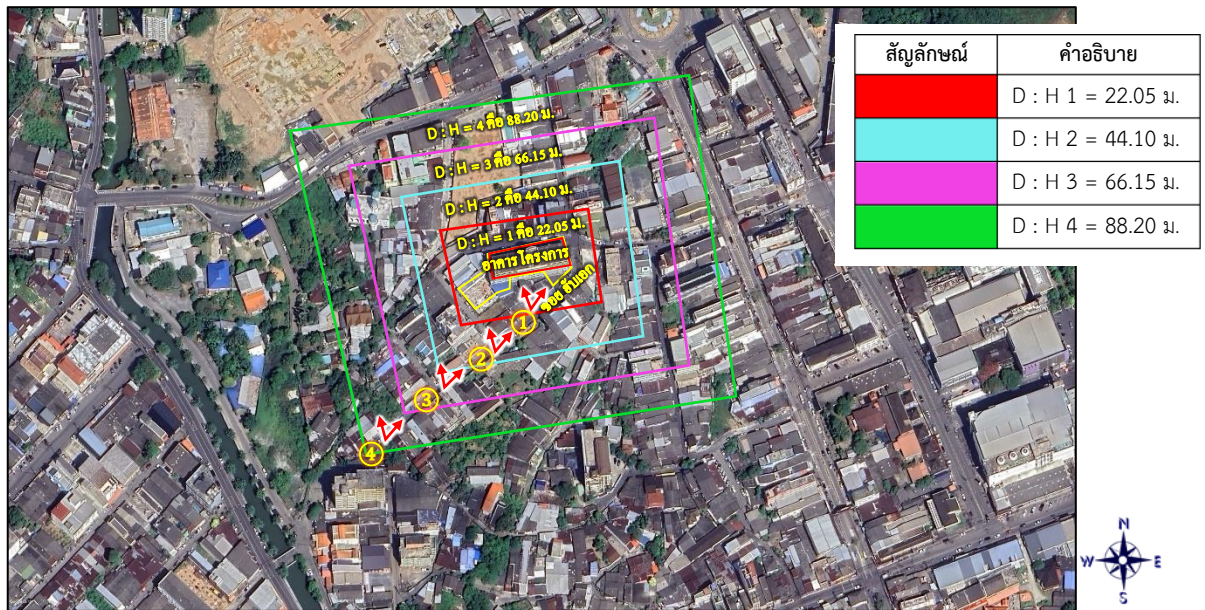 สัญลักษณ์ คำอธิบาย
D : H 1 = 22.05 ม.
D : H 2 = 44.10 ม.
D : H 3 = 66.15 ม.
D : H 4 = 88.20 ม.
D : H = 4 คือ 88.20 ม.
D : H = 3 คือ 66.15 ม.
D : H = 2 คือ 44.10 ม.
D : H = 1 คือ 22.05 ม.
อาคารโครงการ
ซอย
1
2
3
4
N
W E
S